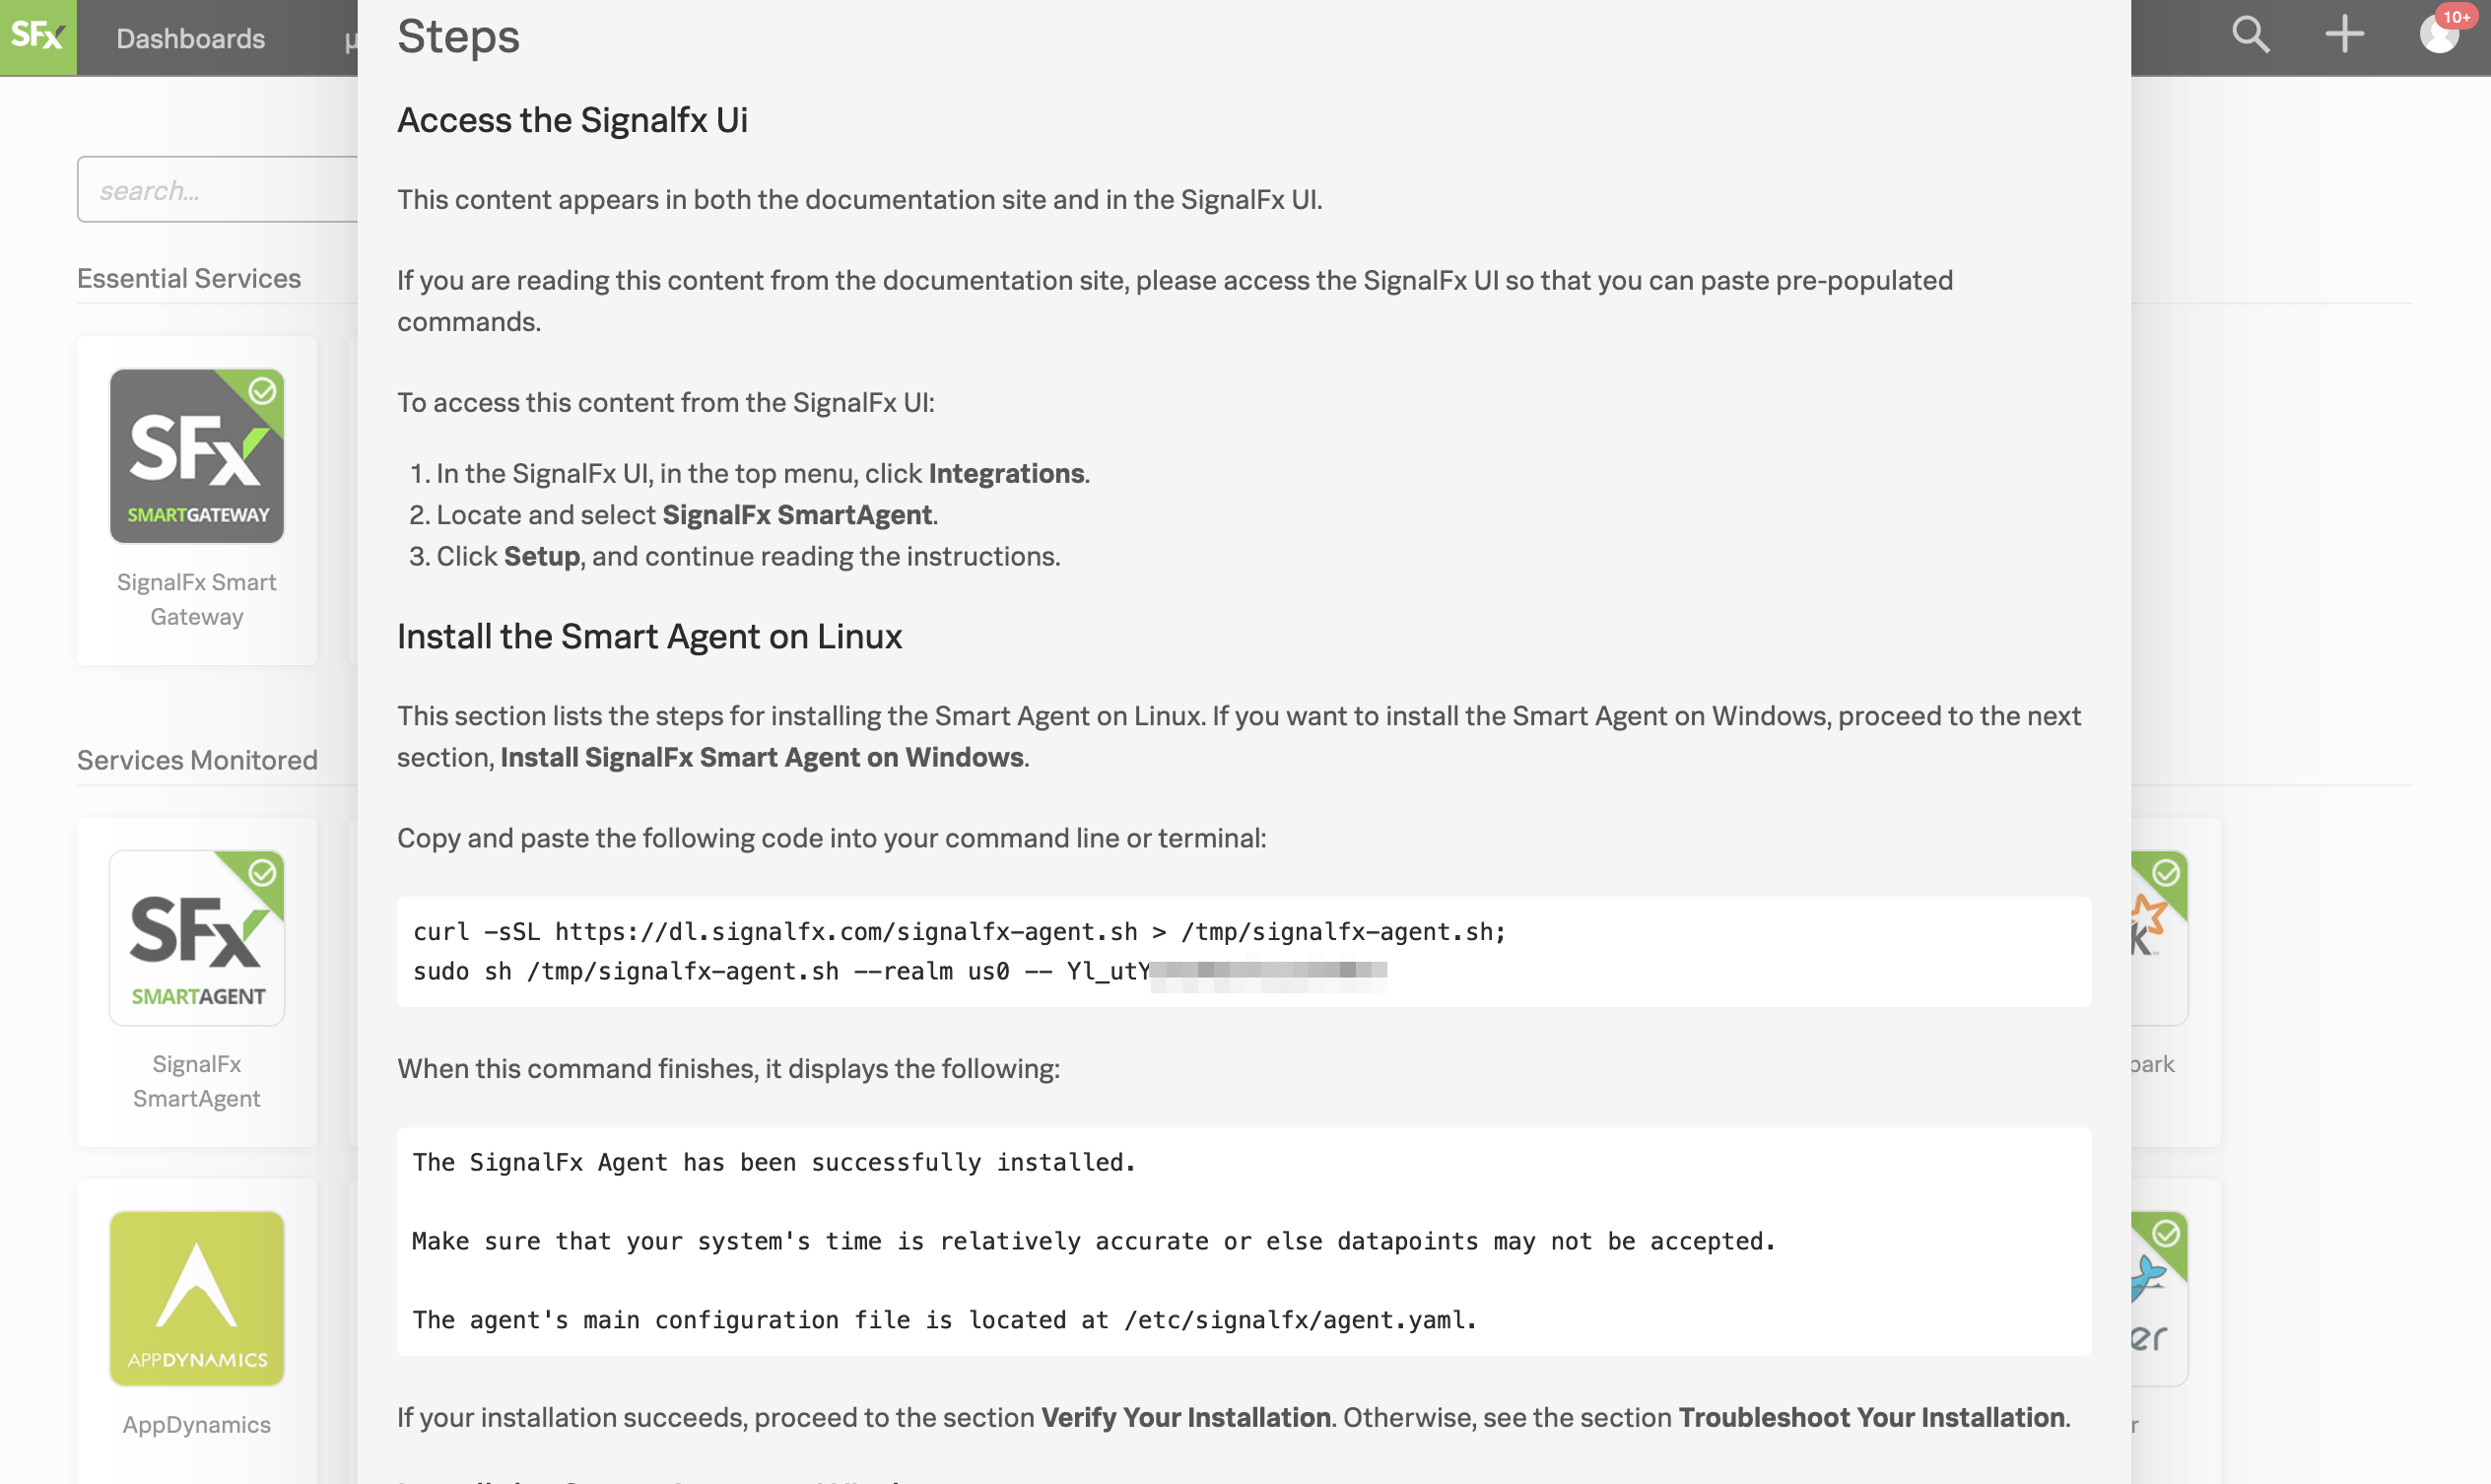 SFx
Dashboards
µ
10+
search...
Essential Services
SFx
SMARTGATEWAY
SignalFx Smart
Gateway
Services Monitored
SFx
SMARTAGENT
SignalFx
SmartAgent
APPDYNAMICS
AppDynamics
Steps
Access the Signalfx Ui
This content appears in both the documentation site and in the SignalFx UI.
If you are reading this content from the documentation site, please access the SignalFx UI so that you can paste pre-populated
commands.
To access this content from the SignalFx UI:
1. In the SignalFx UI, in the top menu, click Integrations.
2. Locate and select SignalFx SmartAgent.
3. Click Setup, and continue reading the instructions.
Install the Smart Agent on Linux
This section lists the steps for installing the Smart Agent on Linux. If you want to install the Smart Agent on Windows, proceed to the next
section, Install SignalFx Smart Agent on Windows.
Copy and paste the following code into your command line or terminal:
curl -sSL https://dl.signalfx.com/signalfx-agent.sh > /tmp/signalfx-agent.sh;
sudo sh /tmp/signalfx-agent.sh --realm us0 -- Yl_utY
When this command finishes, it displays the following:
The SignalFx Agent has been successfully installed.
Make sure that your system's time is relatively accurate or else datapoints may not be accepted.
The agent's main configuration file is located at /etc/signalfx/agent.yaml.
If your installation succeeds, proceed to the section Verify Your Installation. Otherwise, see the section Troubleshoot Your Installation.
park
er
r